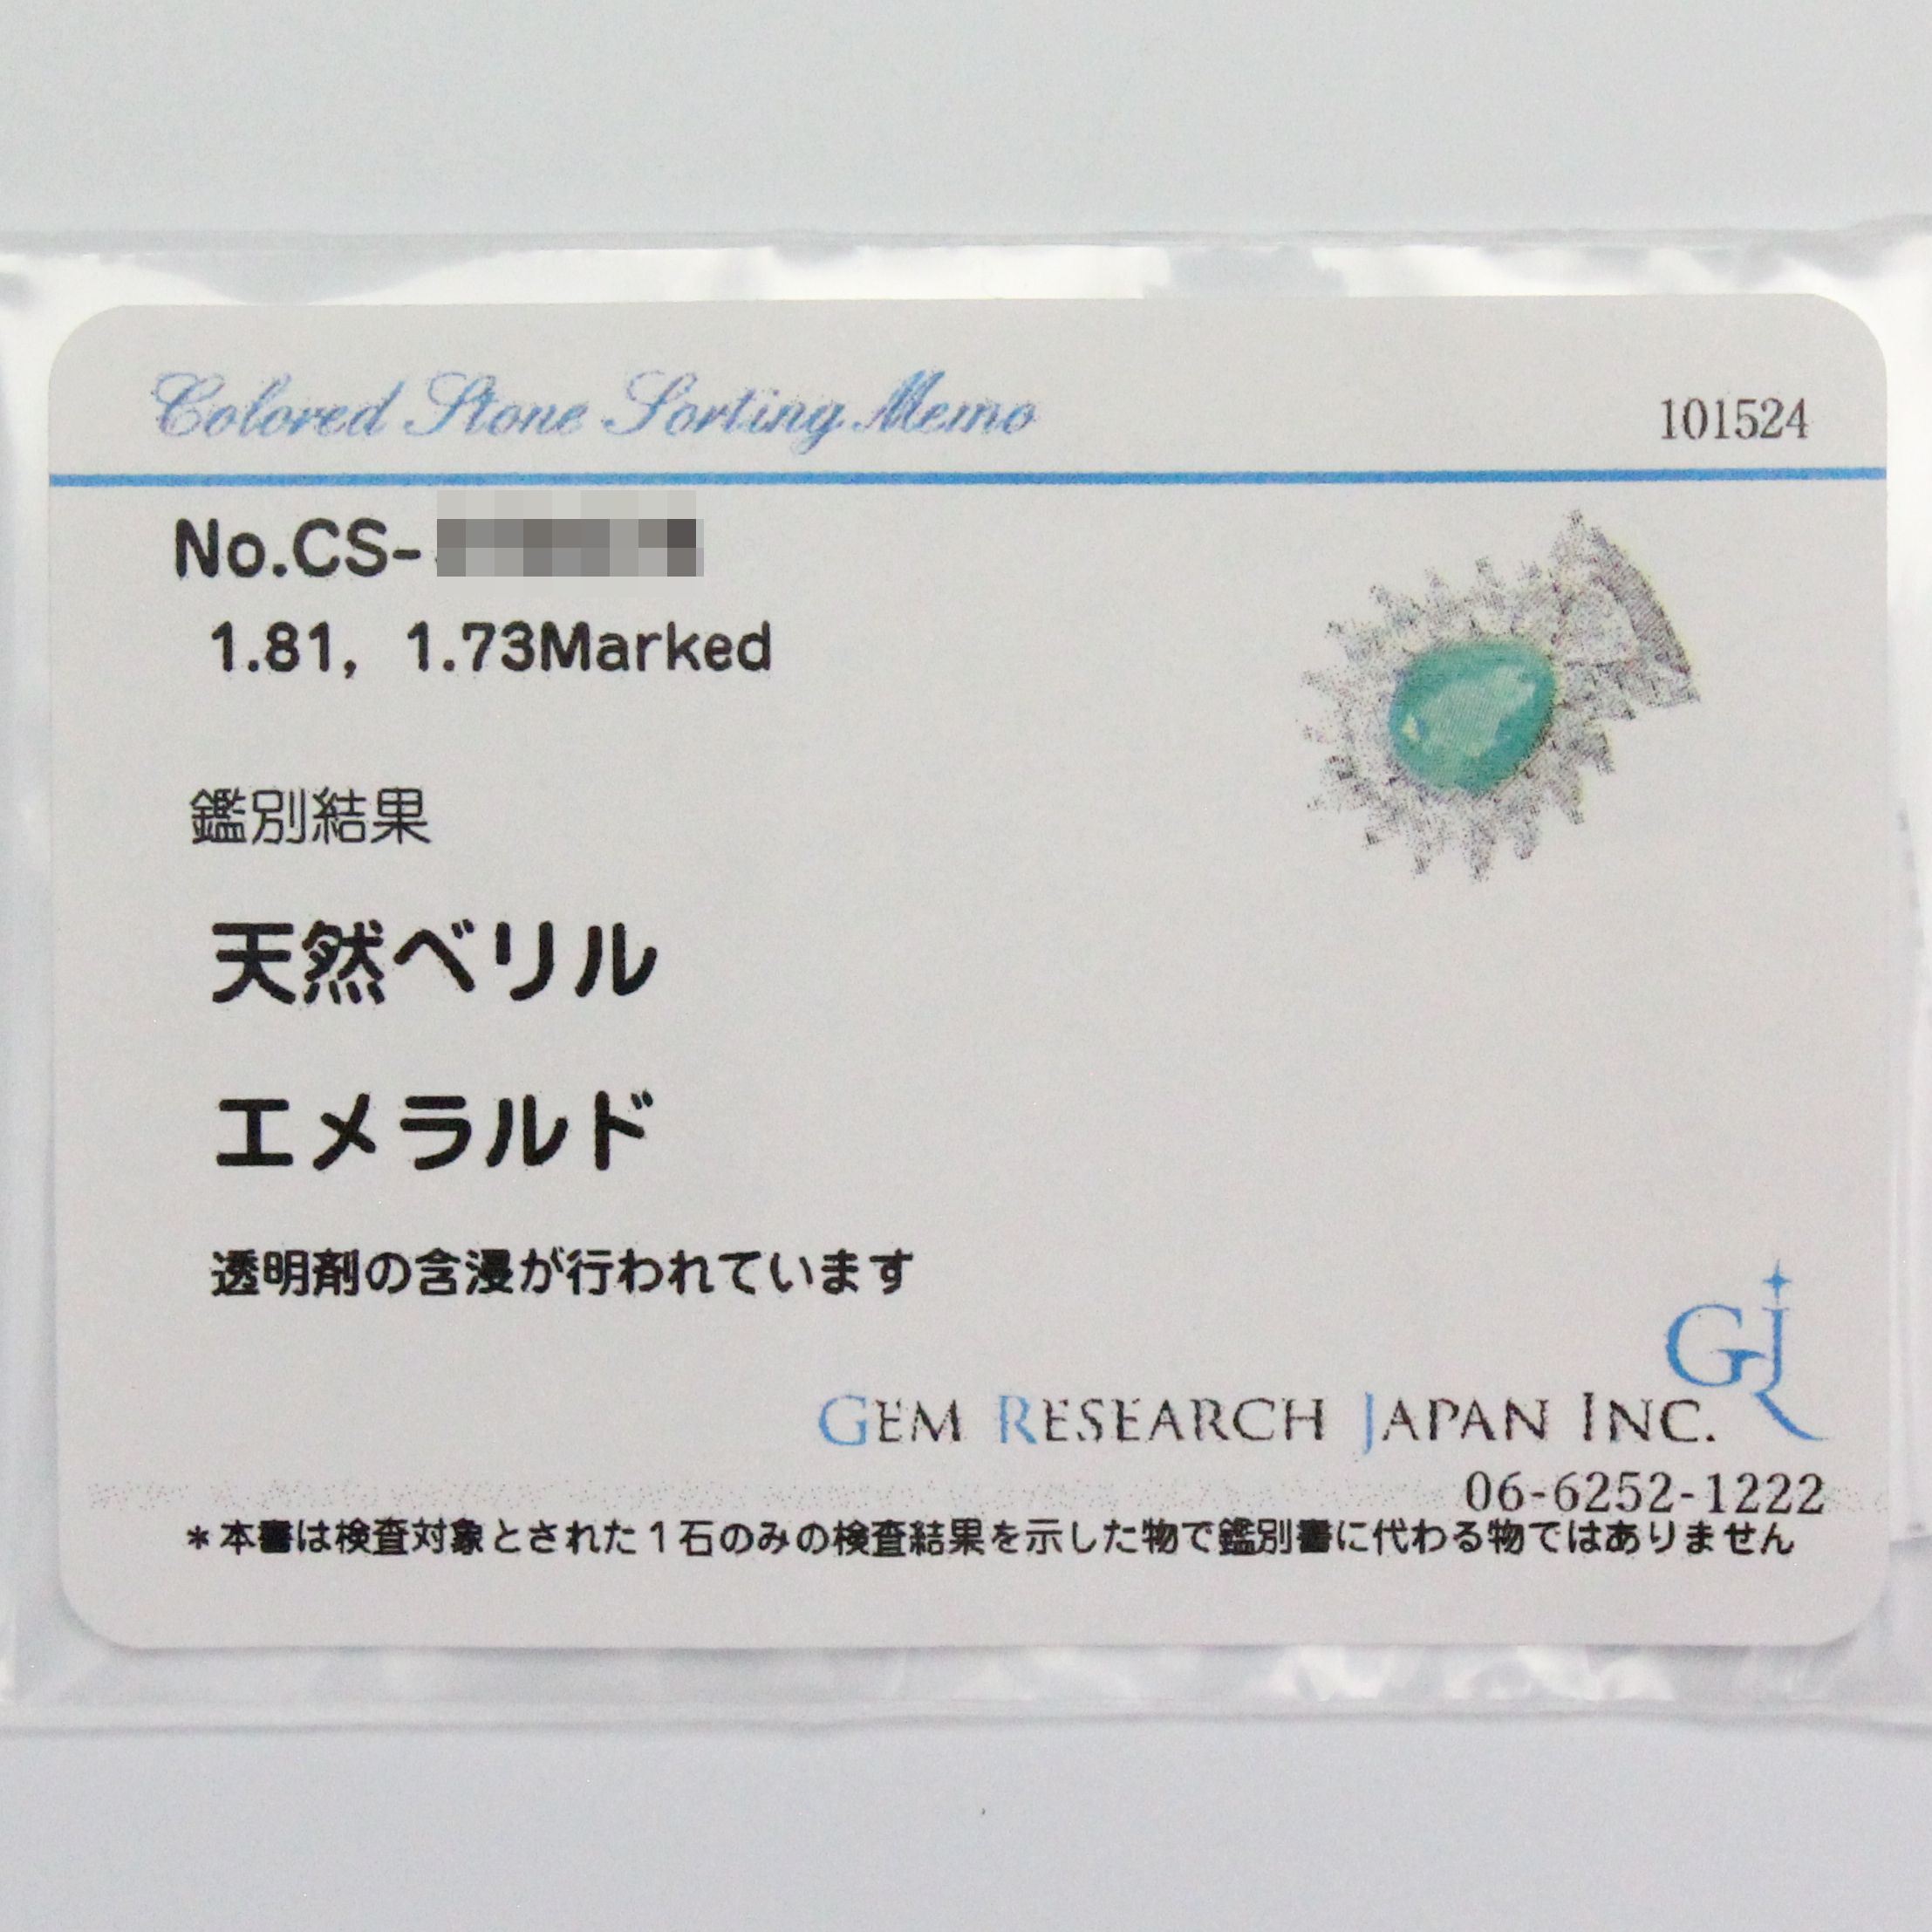 Colored Stone Sorting Memo
101524
No.CS-
1.81, 1.73Marked
鑑別結果
天然ベリル
エメラルド
透明剤の含浸が行われています
GJ
GEM RESEARCH JAPAN INC.
06-6252-1222
*本書は検査対象とされた1石のみの検査結果を示した物で鑑別書に代わる物ではありません